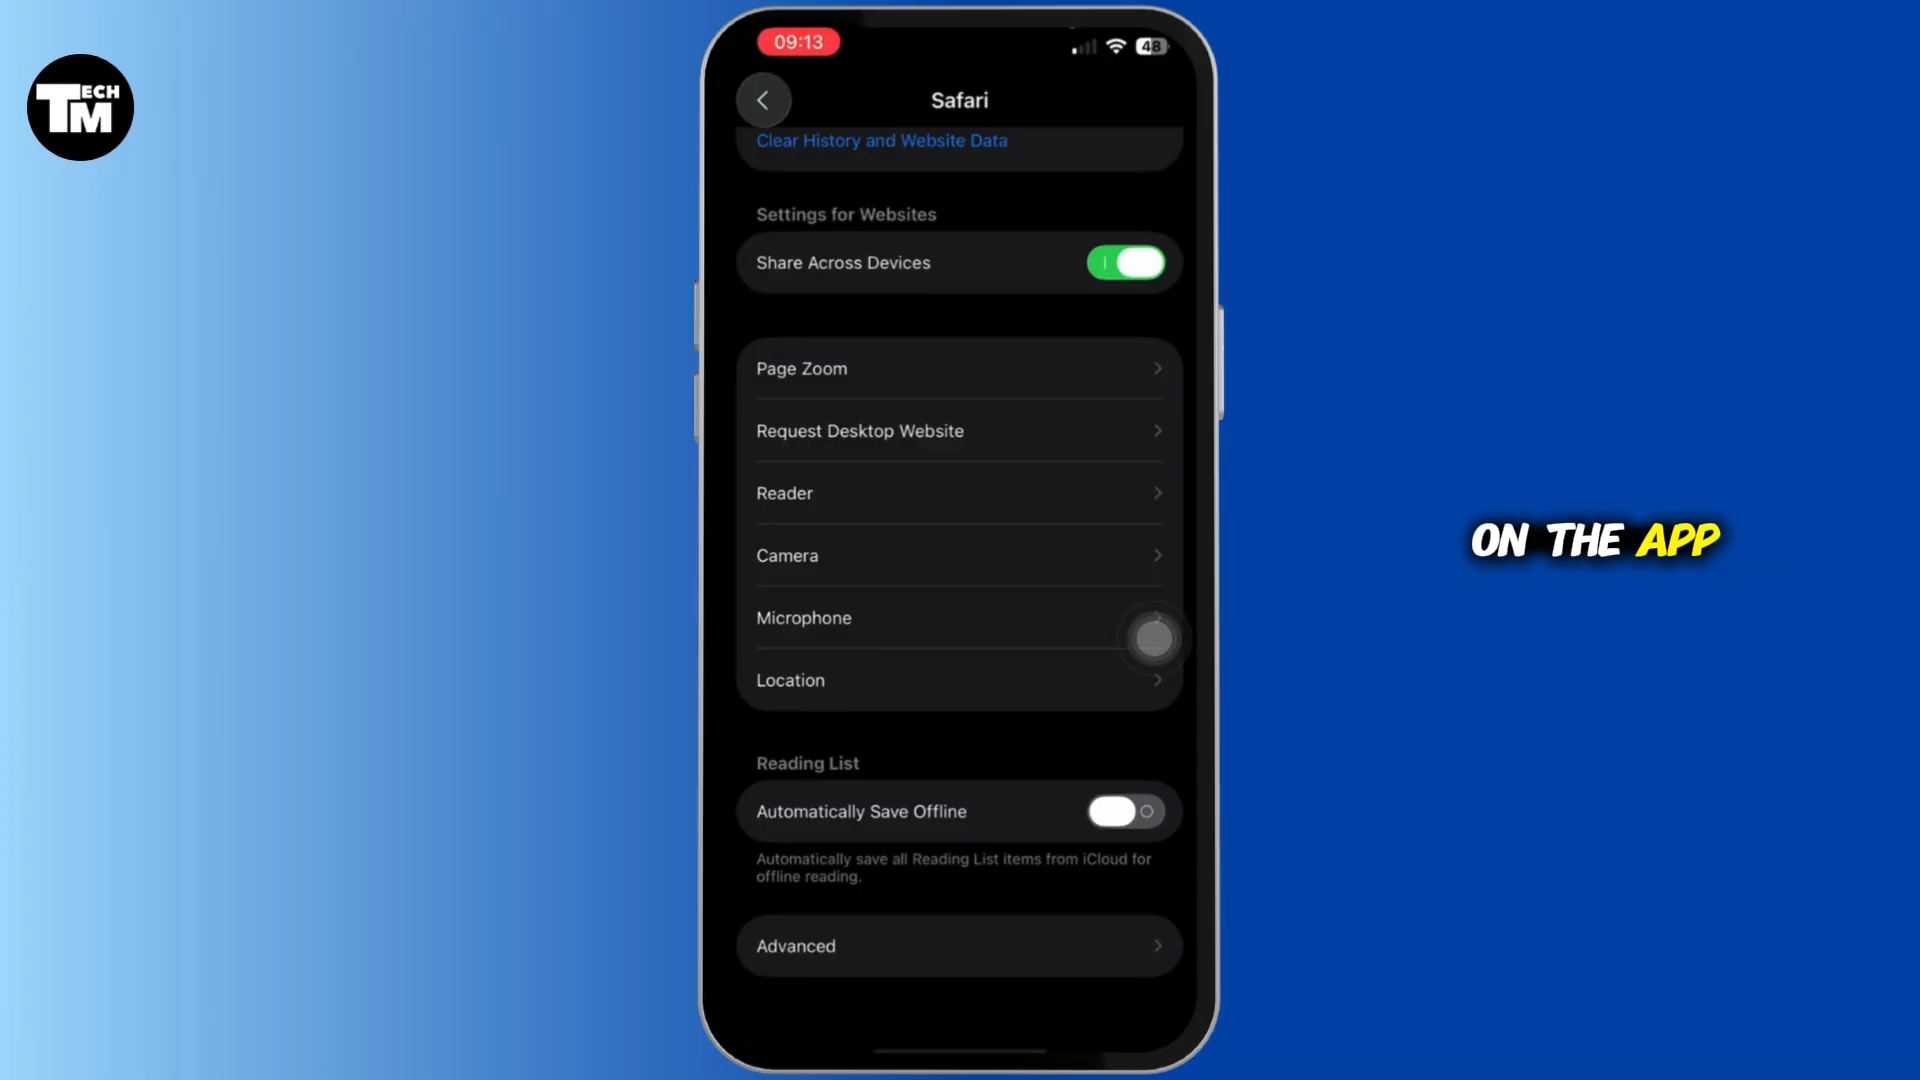 TECH
M
09:13
48
Safari
Clear History and Website Data
Settings for Websites
Share Across Devices
Page Zoom
Request Desktop Website
Reader
Camera
Microphone
Location
Reading List
Automatically Save Offline
Automatically save all Reading List items from iCloud for
offline reading.
Advanced
ON THE APP